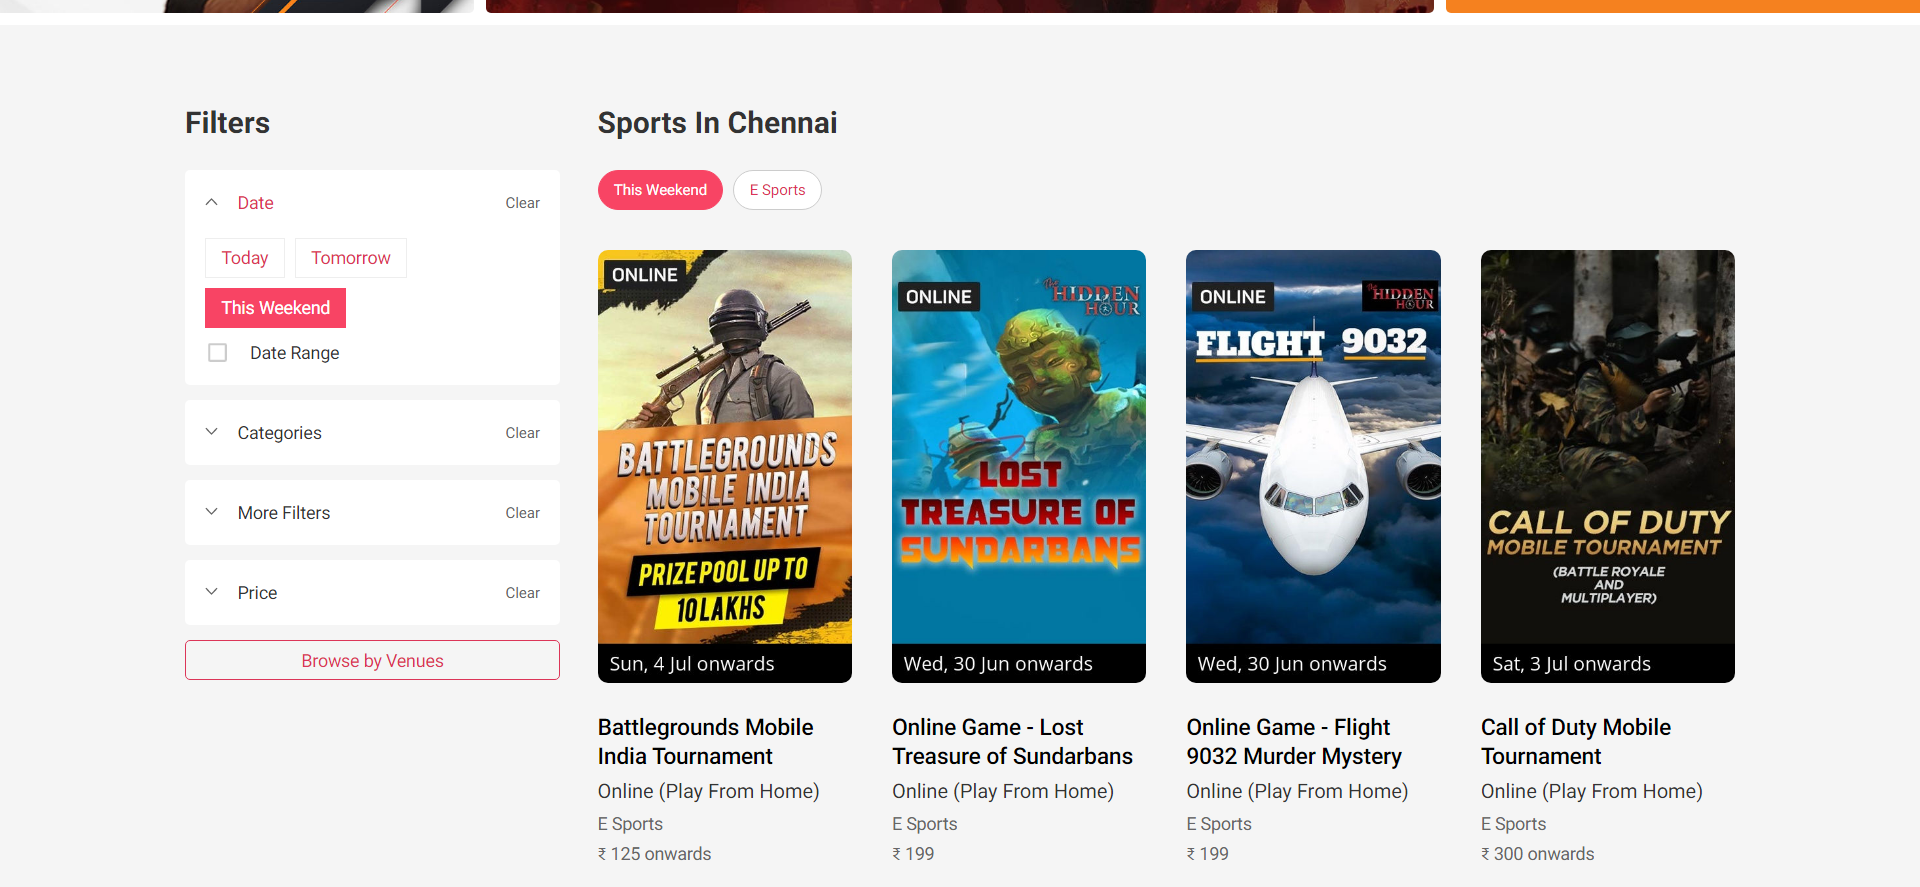 Filters
Date
Clear
Today
Tomorrow
This Weekend
Date Range
Categories
Clear
More Filters
Clear
Price
Clear
Browse by Venues
Sports In Chennai
This Weekend
E Sports
ONLINE
BATTLEGROUNDS
MOBILE INDIA
TOURNAMENT
PRIZE POOL UP TO
10 LAKHS
Sun, 4 Jul onwards
Battlegrounds Mobile
India Tournament
Online (Play From Home)
E Sports
₹ 125 onwards
ONLINE
The
HIDDEN
HOUR
LOST
TREASURE OF
SUNDARBANS
Wed, 30 Jun onwards
Online Game - Lost
Treasure of Sundarbans
Online (Play From Home)
E Sports
₹ 199
ONLINE
The
HIDDEN
HOUR
FLIGHT 9032
Wed, 30 Jun onwards
Online Game - Flight
9032 Murder Mystery
Online (Play From Home)
E Sports
₹ 199
CALL OF DUTY
MOBILE TOURNAMENT
(BATTLE ROYALE
AND
MULTIPLAYER)
Sat, 3 Jul onwards
Call of Duty Mobile
Tournament
Online (Play From Home)
E Sports
₹ 300 onwards